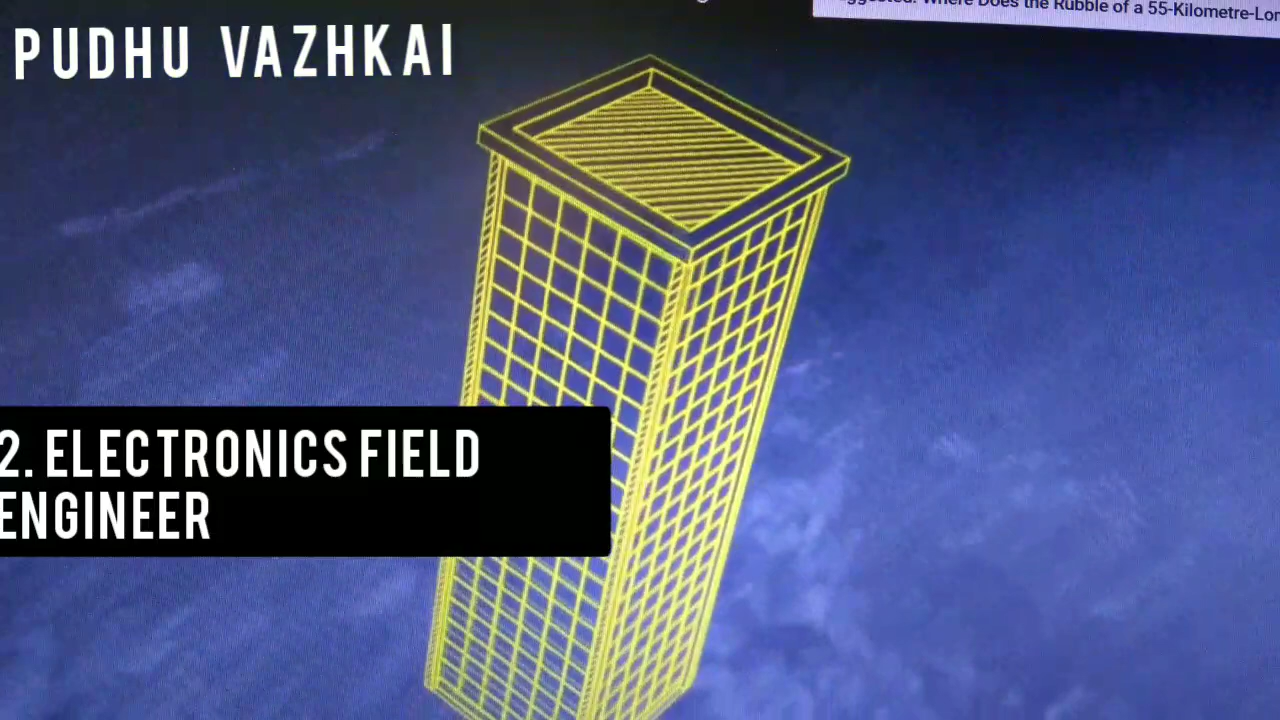 Where Does the Rubble of a 55-Kilometre-Lon
PUDHU VAZHKAI
2. ELECTRONICS FIELD
ENGINEER